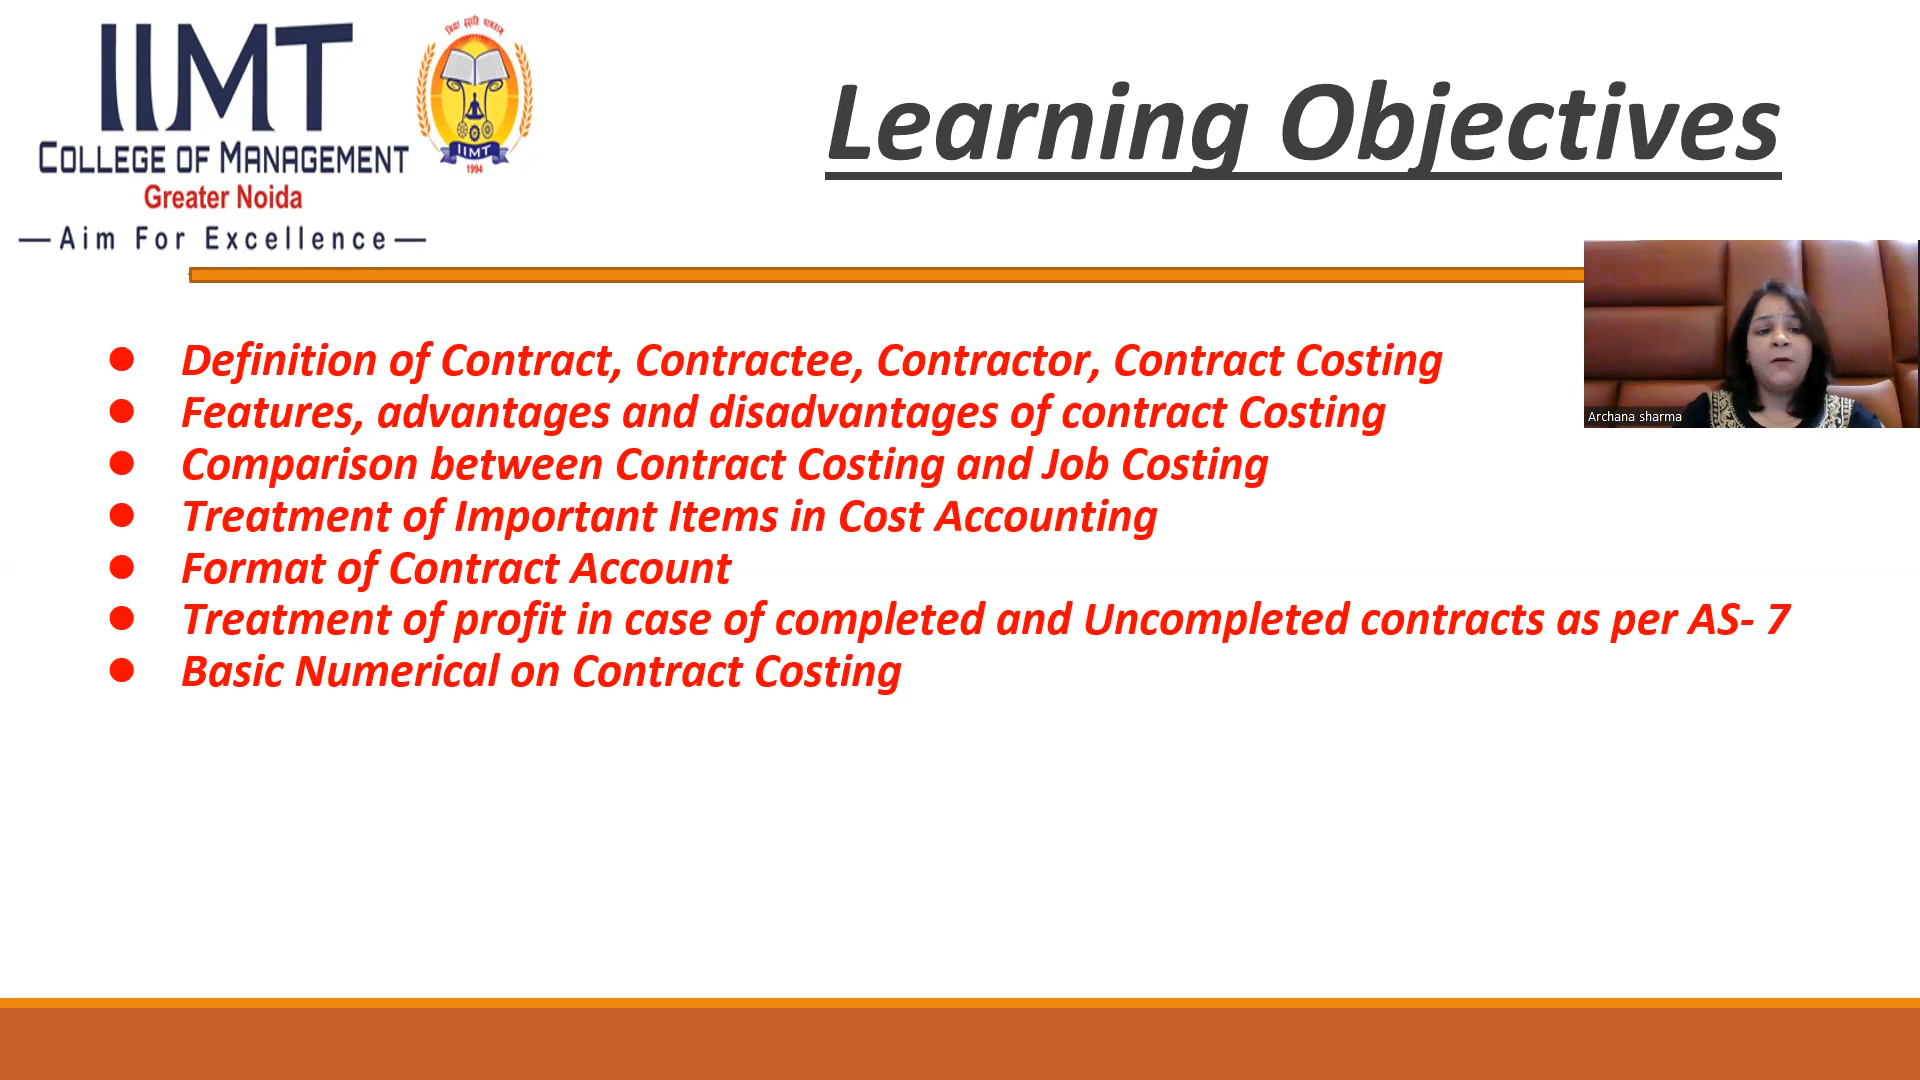 IIMT
COLLEGE OF MANAGEMENT
Greater Noida
—Aim For Excellence—
IIMT
1994
Learning Objectives
Archana sharma
● Definition of Contract, Contractee, Contractor, Contract Costing
● Features, advantages and disadvantages of contract Costing
● Comparison between Contract Costing and Job Costing
● Treatment of Important Items in Cost Accounting
● Format of Contract Account
● Treatment of profit in case of completed and Uncompleted contracts as per AS- 7
● Basic Numerical on Contract Costing